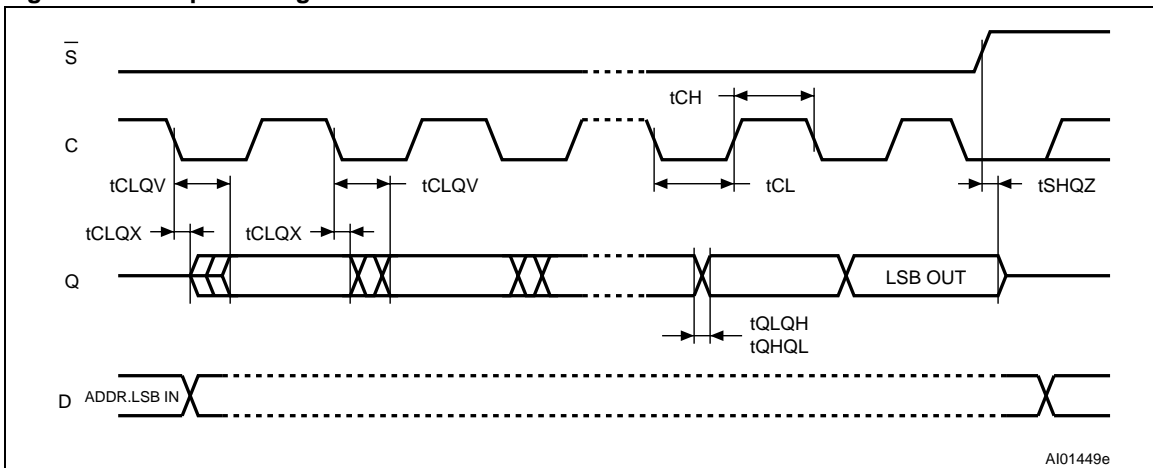 S
tCH
C
tCLQV
tCLQV
tCL
tSHQZ
tCLQX
tCLQX
Q
LSB OUT
tQLQH
tQHQL
D
ADDR.LSB IN
AI01449e